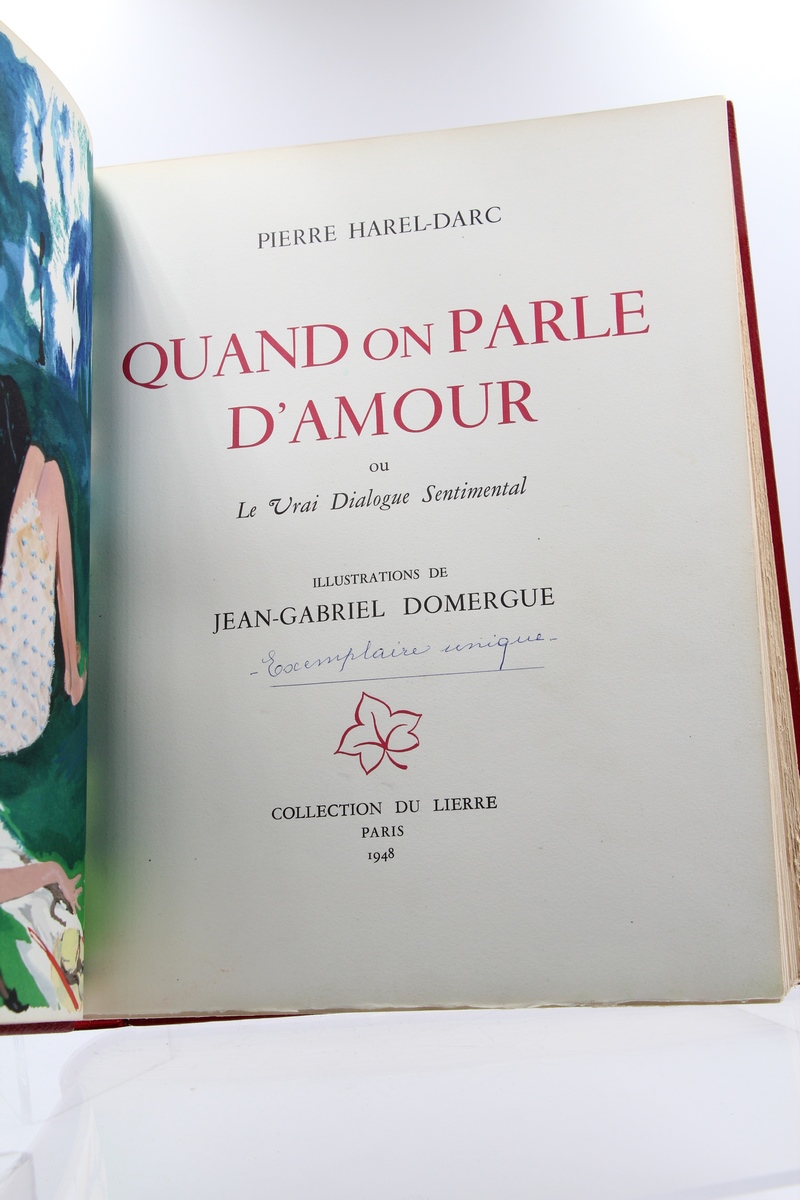 PIERRE HAREL-DARC
QUAND ON PARLE
D'AMOUR
ou
Le Vrai Dialogue Sentimental
ILLUSTRATIONS DE
JEAN-GABRIEL DOMERGUE
- Exemplaire unique -
COLLECTION DU LIERRE
PARIS
1948